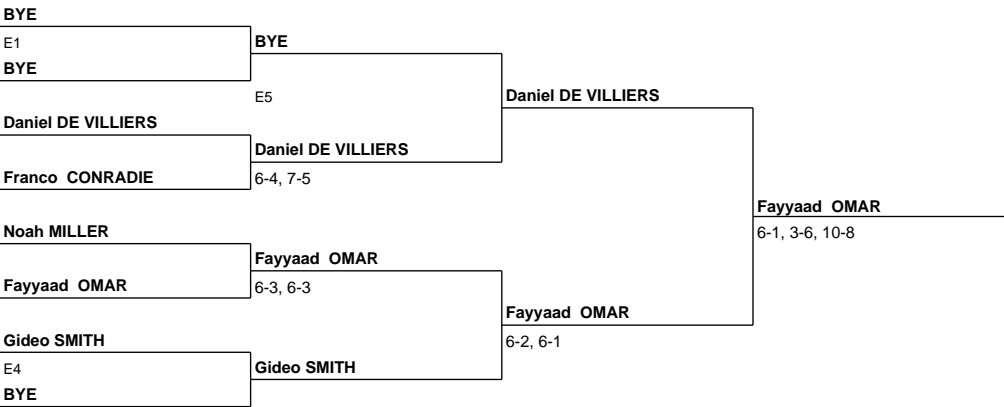 BYE
E1
BYE
BYE
E5
Daniel DE VILLIERS
Daniel DE VILLIERS
Daniel DE VILLIERS
Franco CONRADIE
6-4, 7-5
Fayyaad OMAR
6-1, 3-6, 10-8
Noah MILLER
Fayyaad OMAR
Fayyaad OMAR
6-3, 6-3
Fayyaad OMAR
6-2, 6-1
Gideo SMITH
E4
Gideo SMITH
BYE